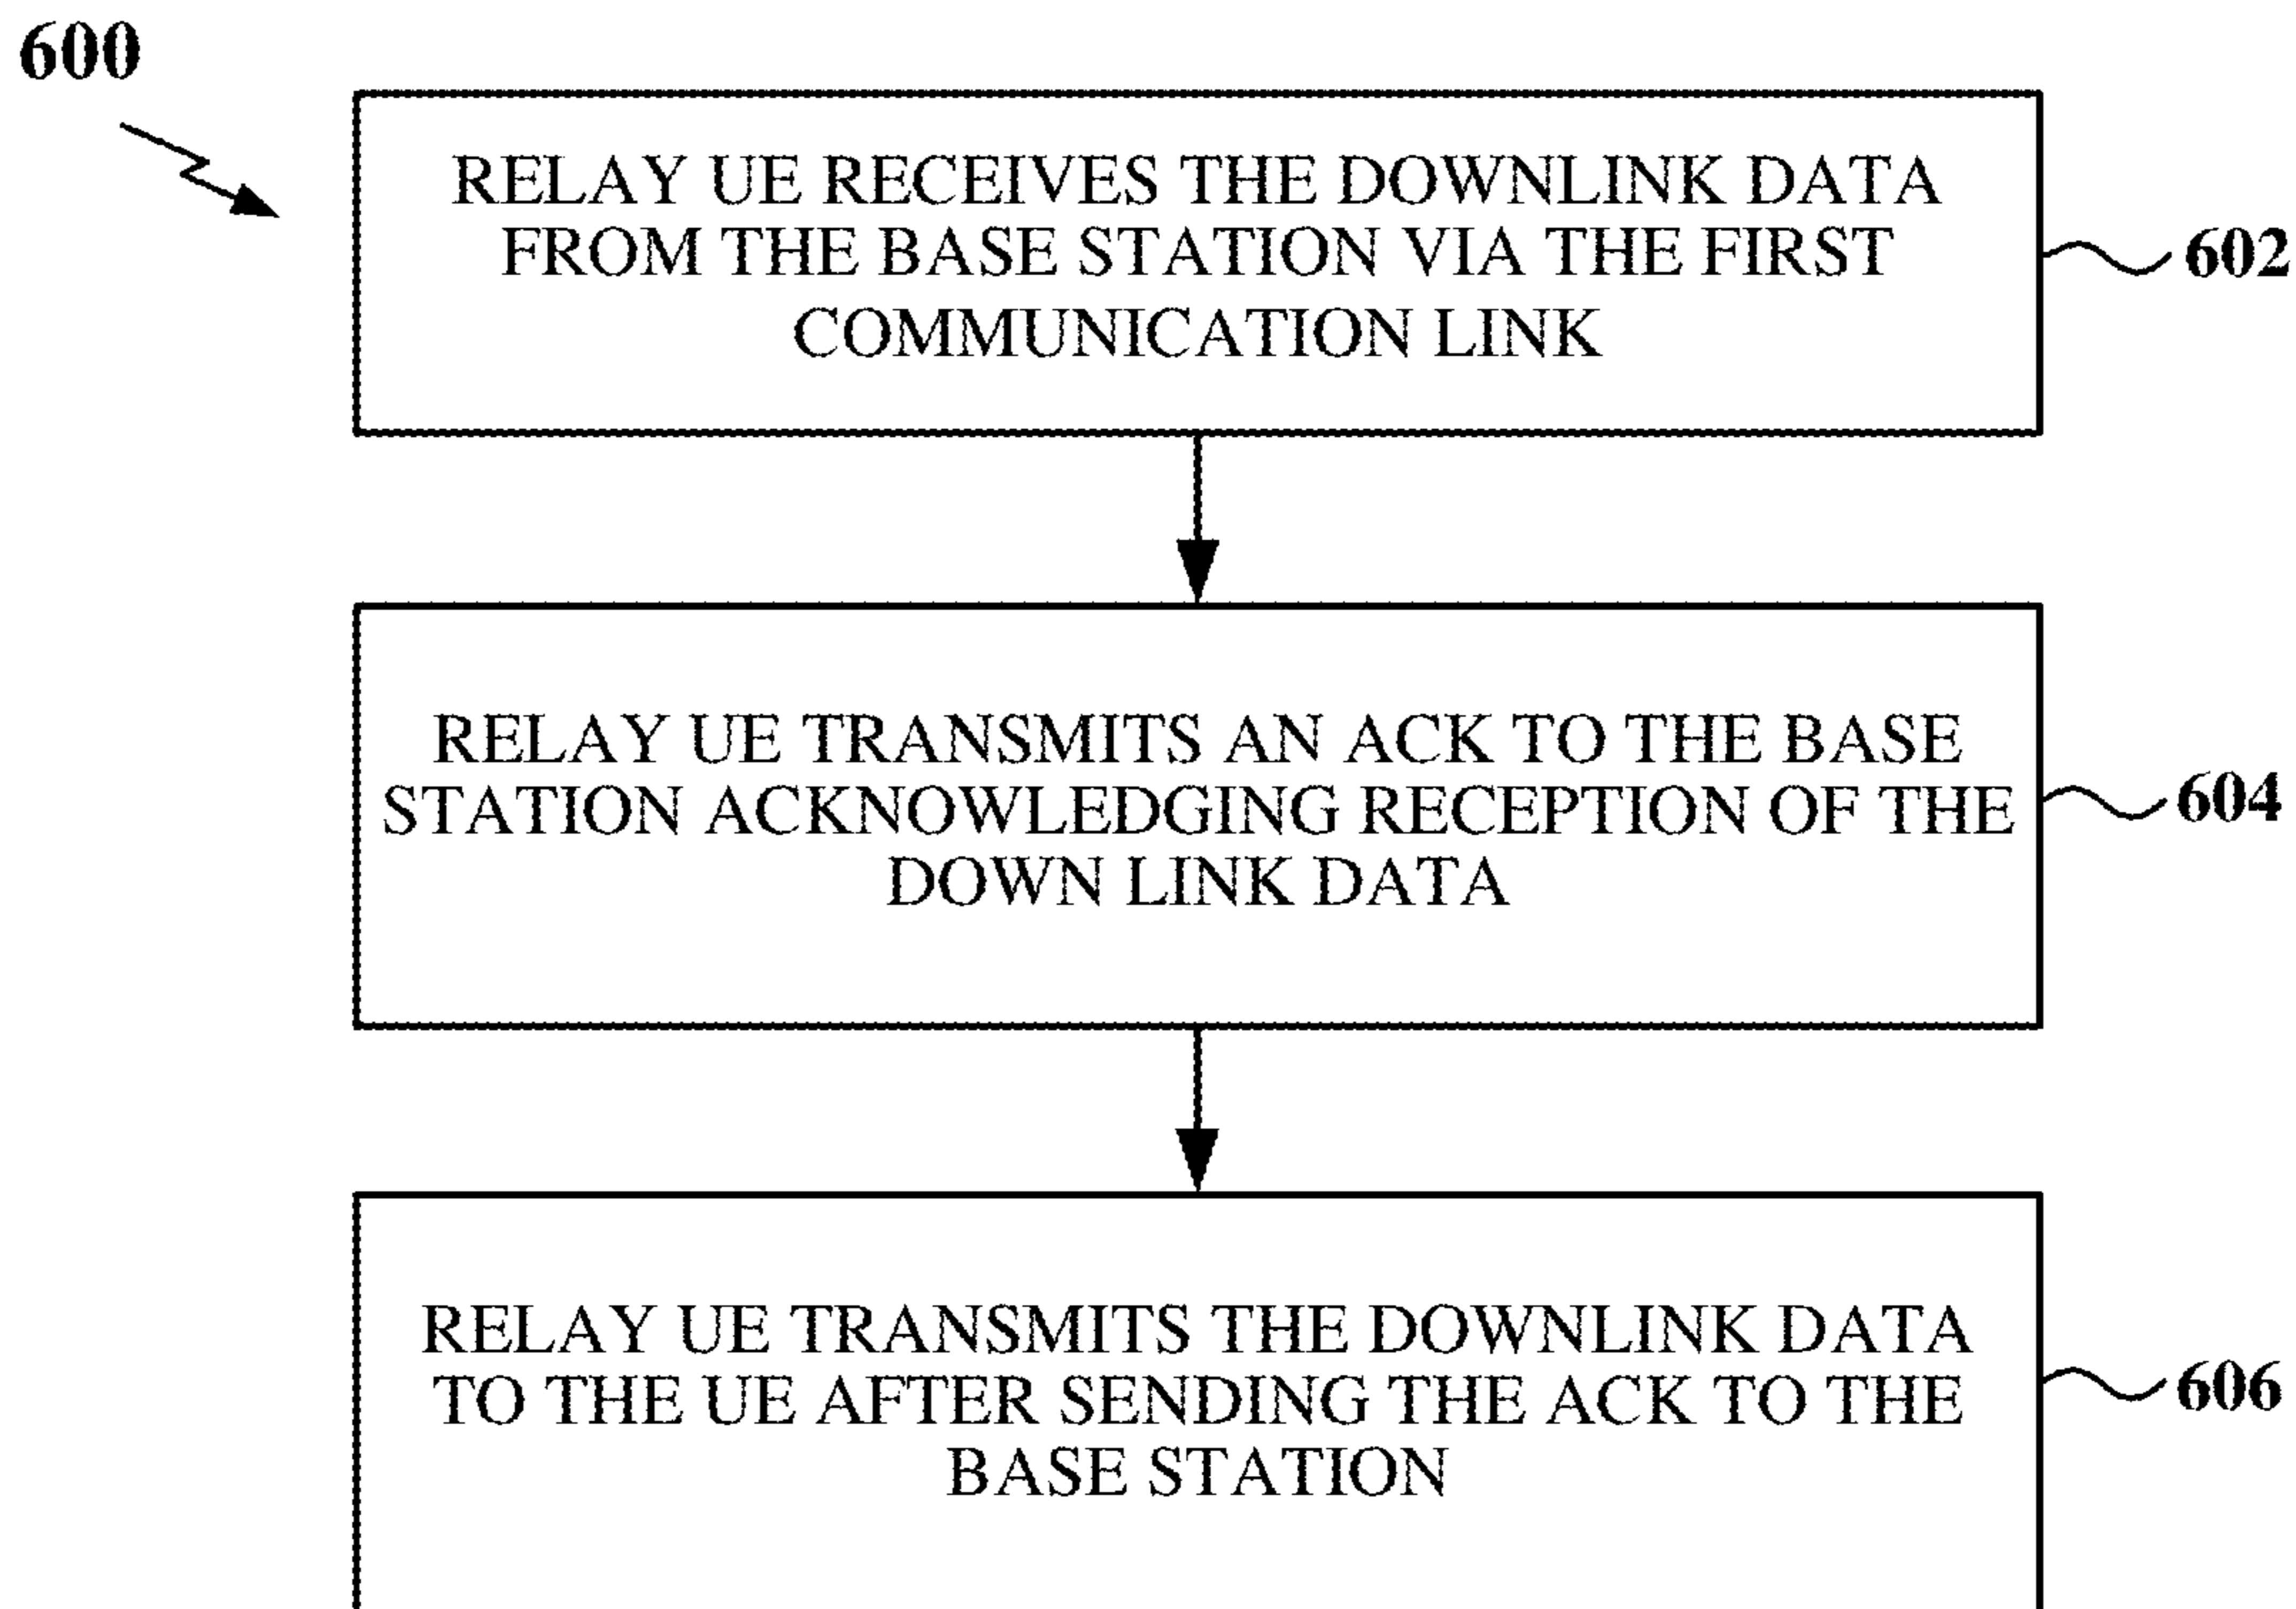 600
RELAY UE RECEIVES THE DOWNLINK DATA
FROM THE BASE STATION VIA THE FIRST
COMMUNICATION LINK
602
RELAY UE TRANSMITS AN ACK TO THE BASE
STATION ACKNOWLEDGING RECEPTION OF THE
DOWN LINK DATA
604
RELAY UE TRANSMITS THE DOWNLINK DATA
TO THE UE AFTER SENDING THE ACK TO THE
BASE STATION
606